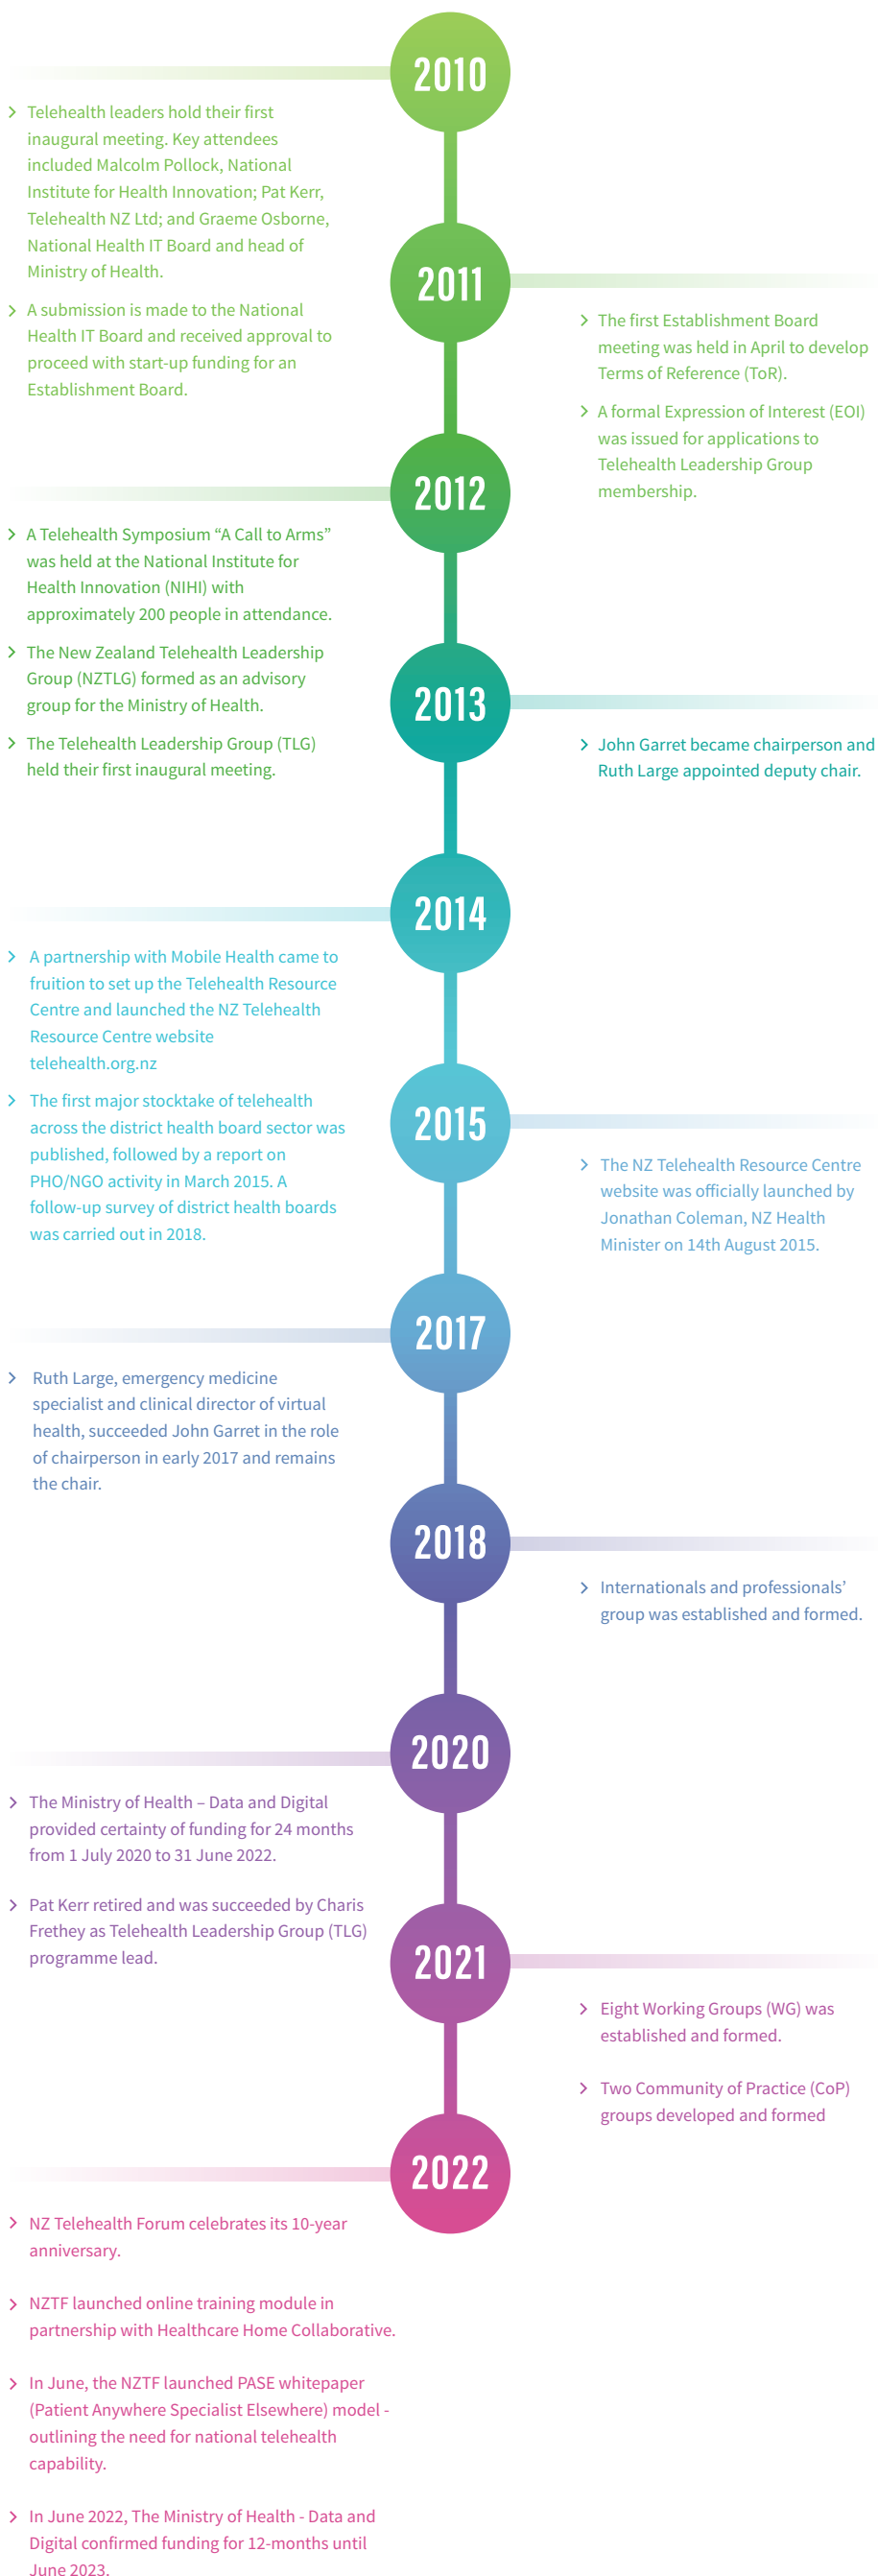 2010
> Telehealth leaders hold their first
inaugural meeting. Key attendees
included Malcolm Pollock, National
Institute for Health Innovation; Pat Kerr,
Telehealth NZ Ltd; and Graeme Osborne,
National Health IT Board and head of
Ministry of Health.
> A submission is made to the National
Health IT Board and received approval to
proceed with start-up funding for an
Establishment Board.
2011
> The first Establishment Board
meeting was held in April to develop
Terms of Reference (ToR).
> A formal Expression of Interest (EOI)
was issued for applications to
Telehealth Leadership Group
membership.
2012
> A Telehealth Symposium “A Call to Arms”
was held at the National Institute for
Health Innovation (NIHI) with
approximately 200 people in attendance.
> The New Zealand Telehealth Leadership
Group (NZTLG) formed as an advisory
group for the Ministry of Health.
> The Telehealth Leadership Group (TLG)
held their first inaugural meeting.
2013
> John Garret became chairperson and
Ruth Large appointed deputy chair.
2014
> A partnership with Mobile Health came to
fruition to set up the Telehealth Resource
Centre and launched the NZ Telehealth
Resource Centre website
telehealth.org.nz
> The first major stocktake of telehealth
across the district health board sector was
published, followed by a report on
PHO/NGO activity in March 2015. A
follow-up survey of district health boards
was carried out in 2018.
2015
> The NZ Telehealth Resource Centre
website was officially launched by
Jonathan Coleman, NZ Health
Minister on 14th August 2015.
2017
> Ruth Large, emergency medicine
specialist and clinical director of virtual
health, succeeded John Garret in the role
of chairperson in early 2017 and remains
the chair.
2018
> Internationals and professionals’
group was established and formed.
2020
> The Ministry of Health – Data and Digital
provided certainty of funding for 24 months
from 1 July 2020 to 31 June 2022.
> Pat Kerr retired and was succeeded by Charis
Frethey as Telehealth Leadership Group (TLG)
programme lead.
2021
> Eight Working Groups (WG) was
established and formed.
> Two Community of Practice (CoP)
groups developed and formed
2022
> NZ Telehealth Forum celebrates its 10-year
anniversary.
> NZTF launched online training module in
partnership with Healthcare Home Collaborative.
> In June, the NZTF launched PASE whitepaper
(Patient Anywhere Specialist Elsewhere) model -
outlining the need for national telehealth
capability.
> In June 2022, The Ministry of Health - Data and
Digital confirmed funding for 12-months until
June 2023.